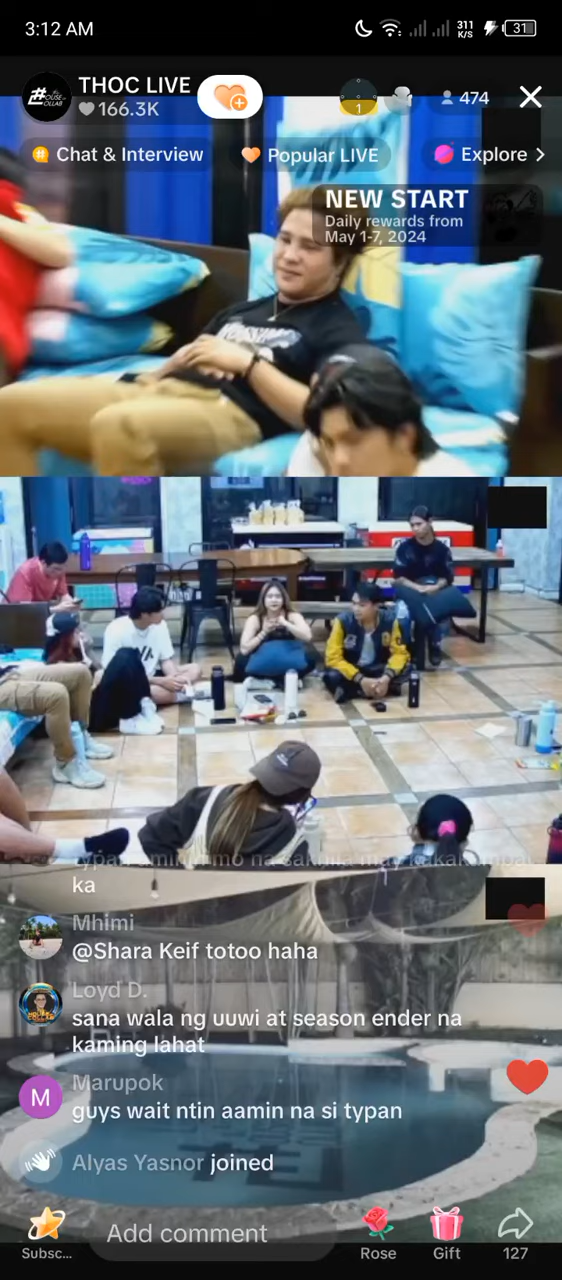 3:12 AM
311
K/S
31
THOC LIVE
166.3K
1
474
Chat & Interview
Popular LIVE
Explore
NEW START
Daily rewards from
May 1-7, 2024
ka
Mhimi
@Shara Keif totoo haha
Loyd D.
sana wala ng uuwi at season ender na
kaming lahat
M
Marupok
guys wait ntin aamin na si typan
Alyas Yasnor joined
Subsc...
Add comment
Rose
Gift
127